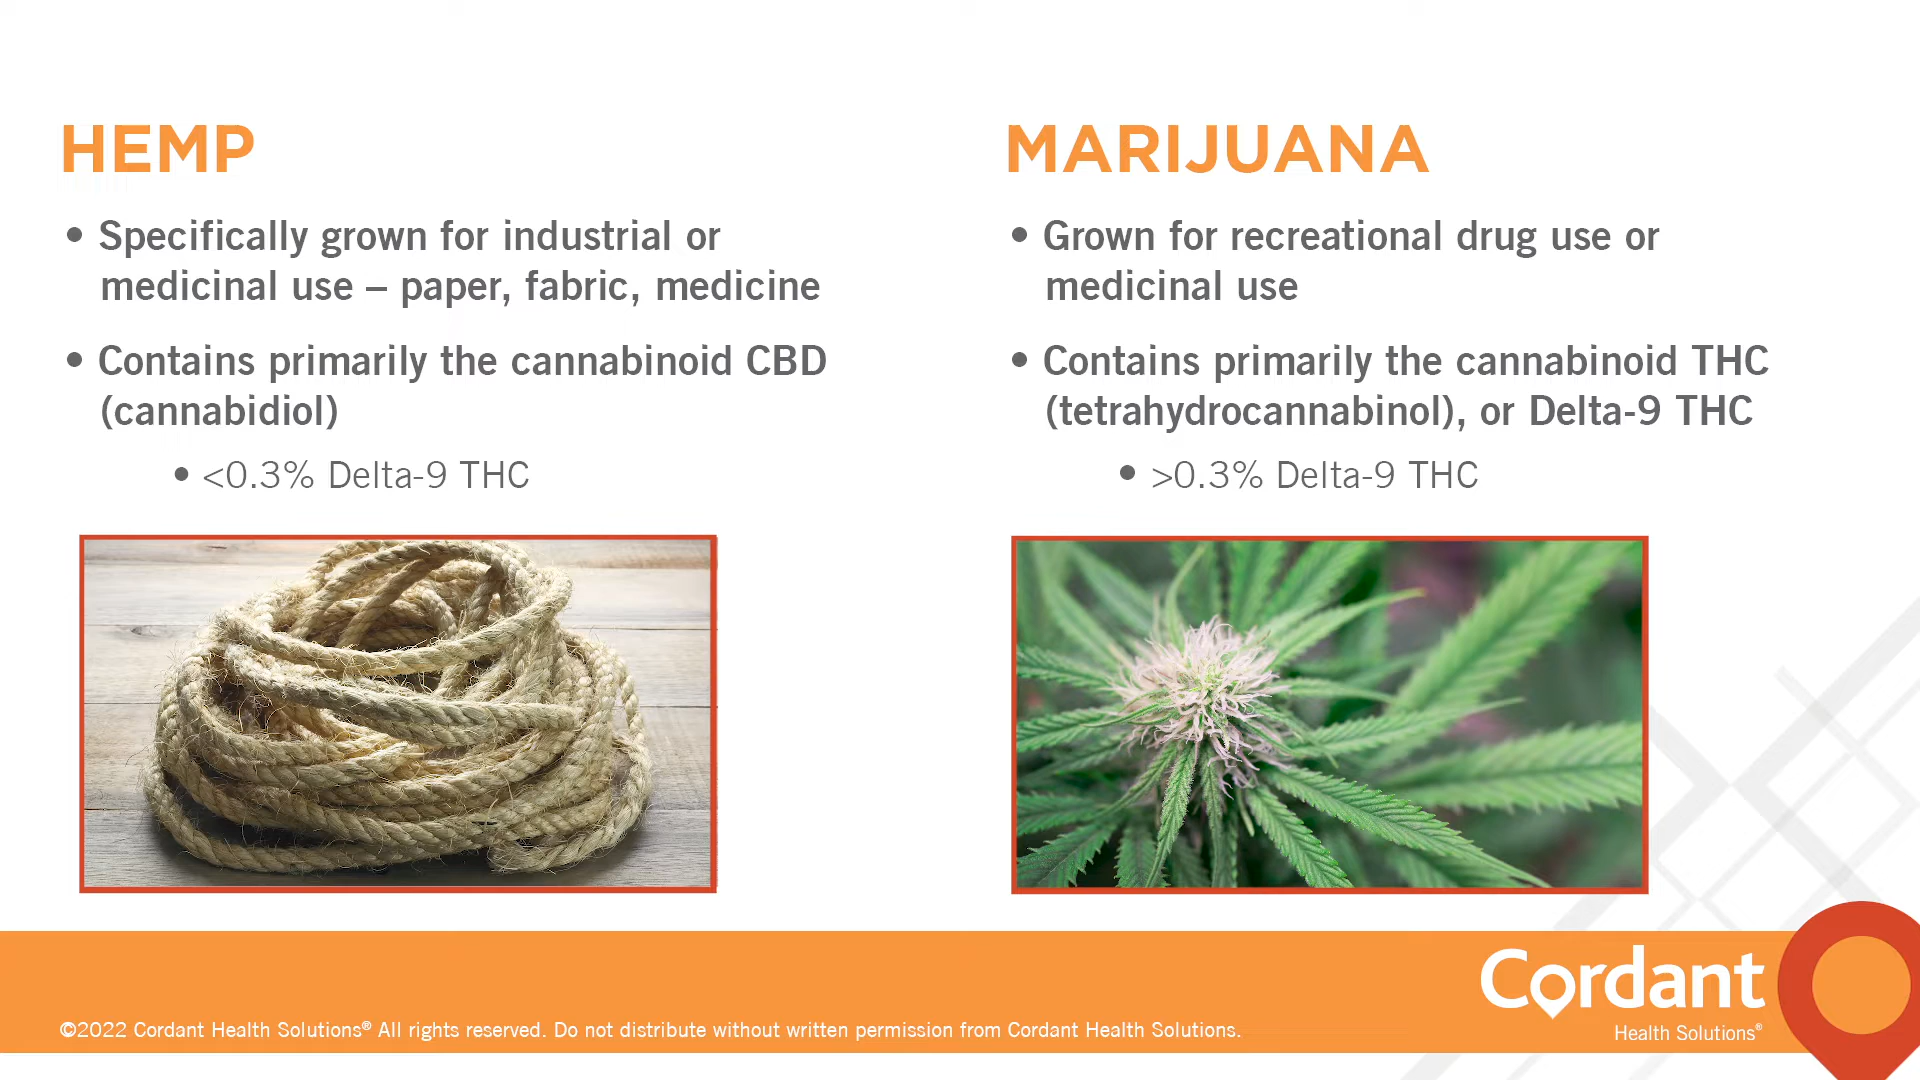 HEMP
• Specifically grown for industrial or
medicinal use – paper, fabric, medicine
• Contains primarily the cannabinoid CBD
(cannabidiol)
• <0.3% Delta-9 THC
MARIJUANA
• Grown for recreational drug use or
medicinal use
• Contains primarily the cannabinoid THC
(tetrahydrocannabinol), or Delta-9 THC
• >0.3% Delta-9 THC
©2022 Cordant Health Solutions® All rights reserved. Do not distribute without written permission from Cordant Health Solutions.
Cordant
Health Solutions®